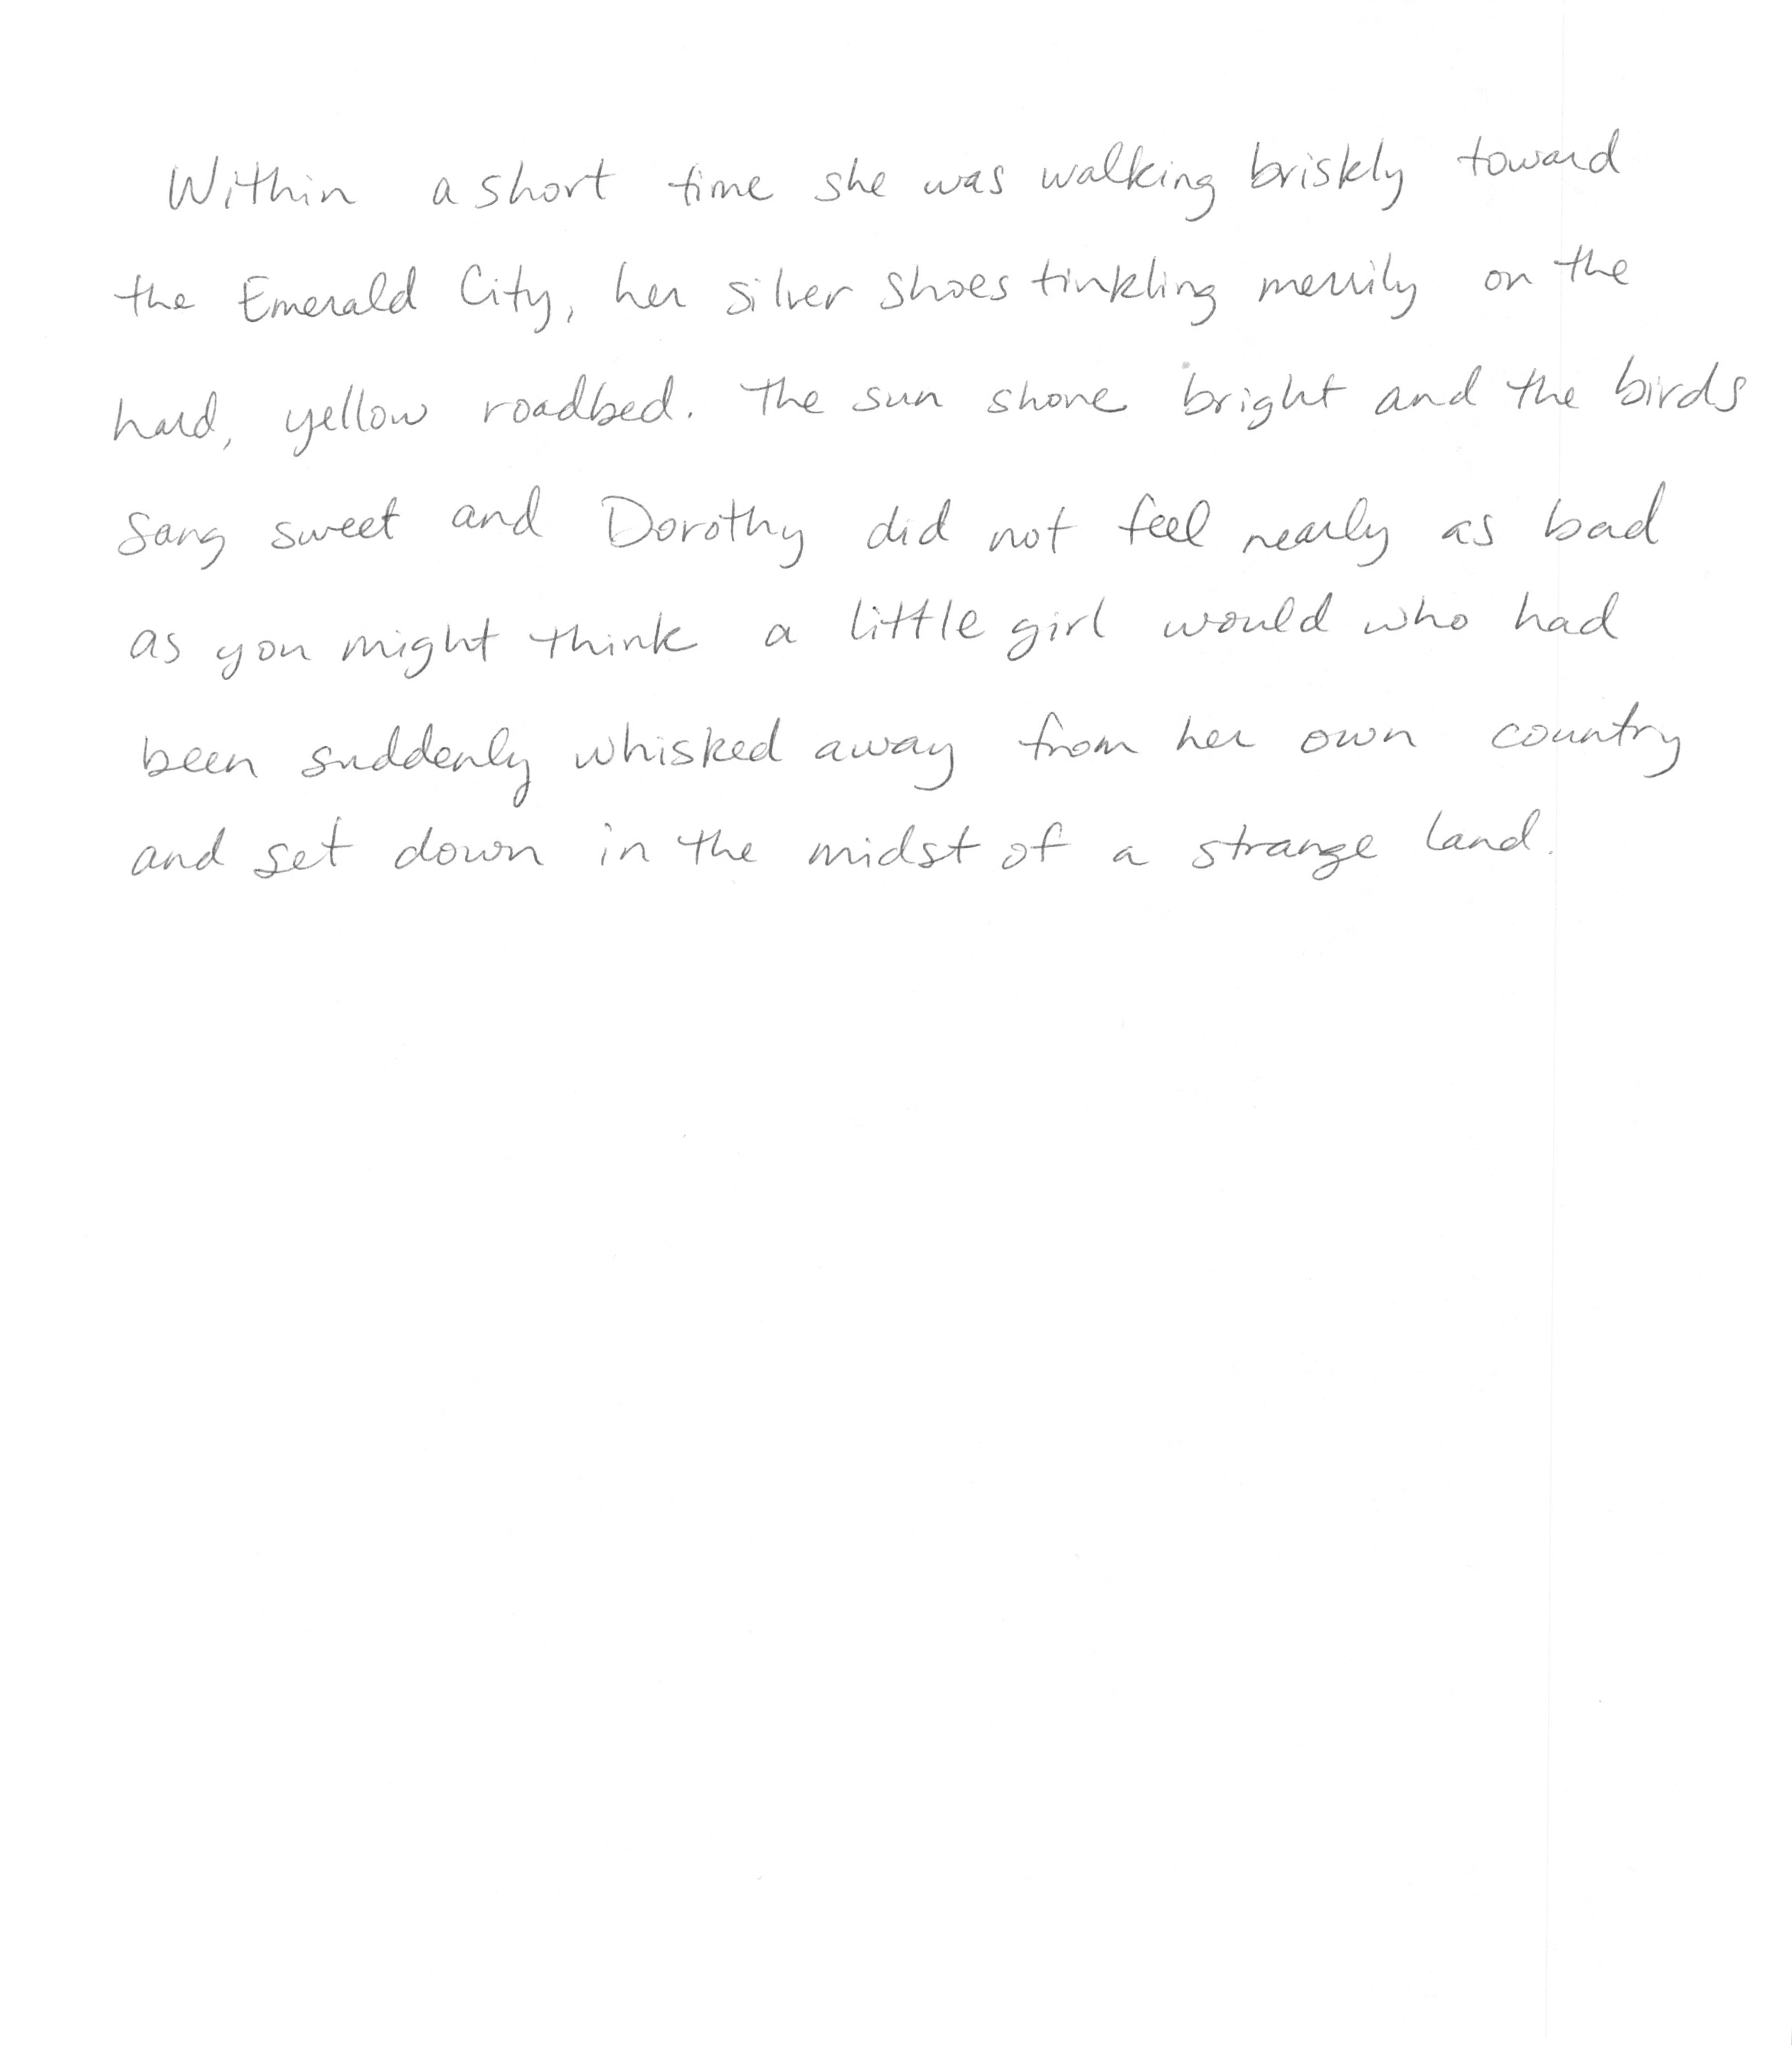 Within a short time she was walking briskly toward
the Emerald City, her silver shoes tinkling merrily on the
hard, yellow roadbed. The sun shone bright and the birds
sang sweet and Dorothy did not feel nearly as bad
as you might think a little girl would who had
been suddenly whisked away from her own country
and set down in the midst of a strange land.